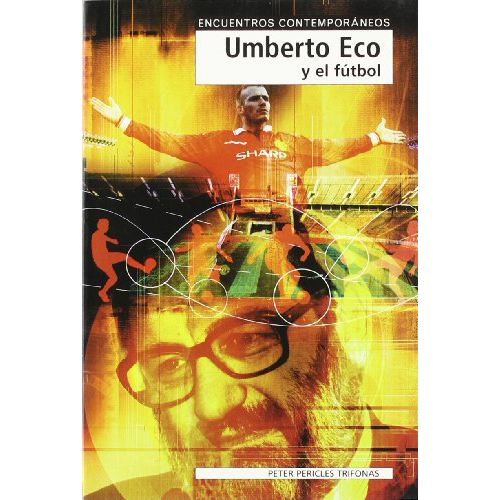 ENCUENTROS CONTEMPORÁNEOS
Umberto Eco
y el fútbol
SHARP
PETER PERICLES TRIFONAS